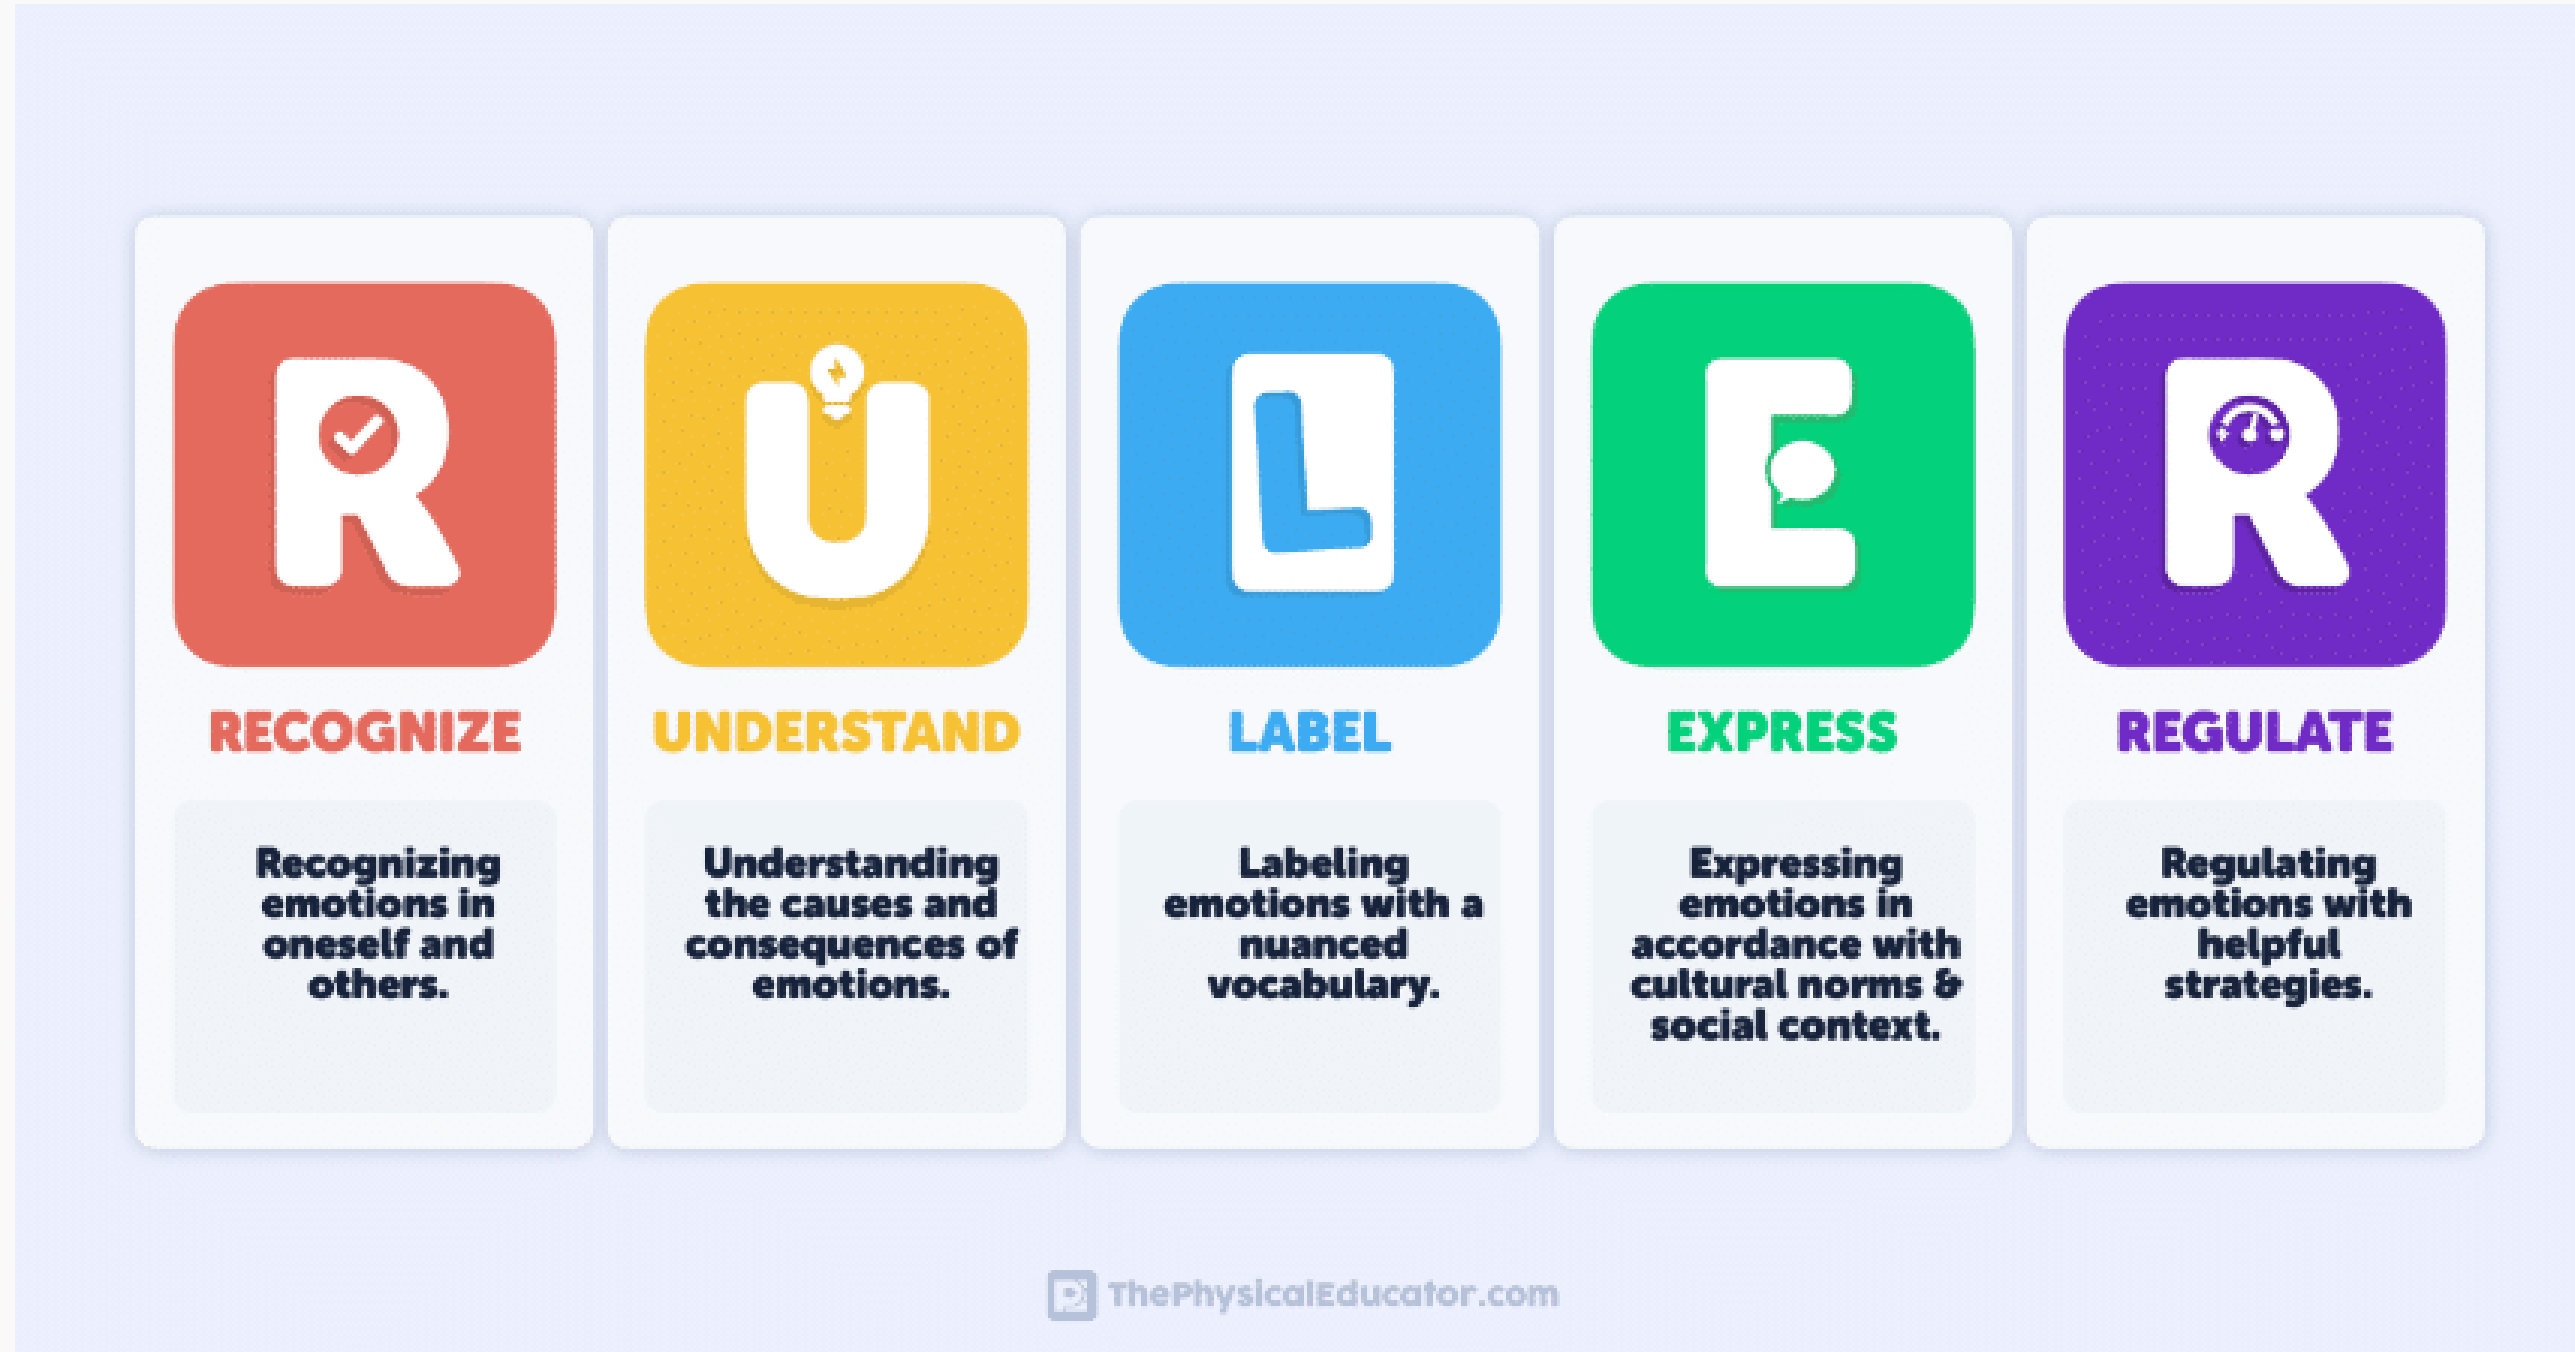 R
U
L
E
R
RECOGNIZE
UNDERSTAND
LABEL
EXPRESS
REGULATE
Recognizing
emotions in
oneself and
others.
Understanding
the causes and
consequences of
emotions.
Labeling
emotions with a
nuanced
vocabulary.
Expressing
emotions in
accordance with
cultural norms &
social context.
Regulating
emotions with
helpful
strategies.
ThePhysicalEducator.com